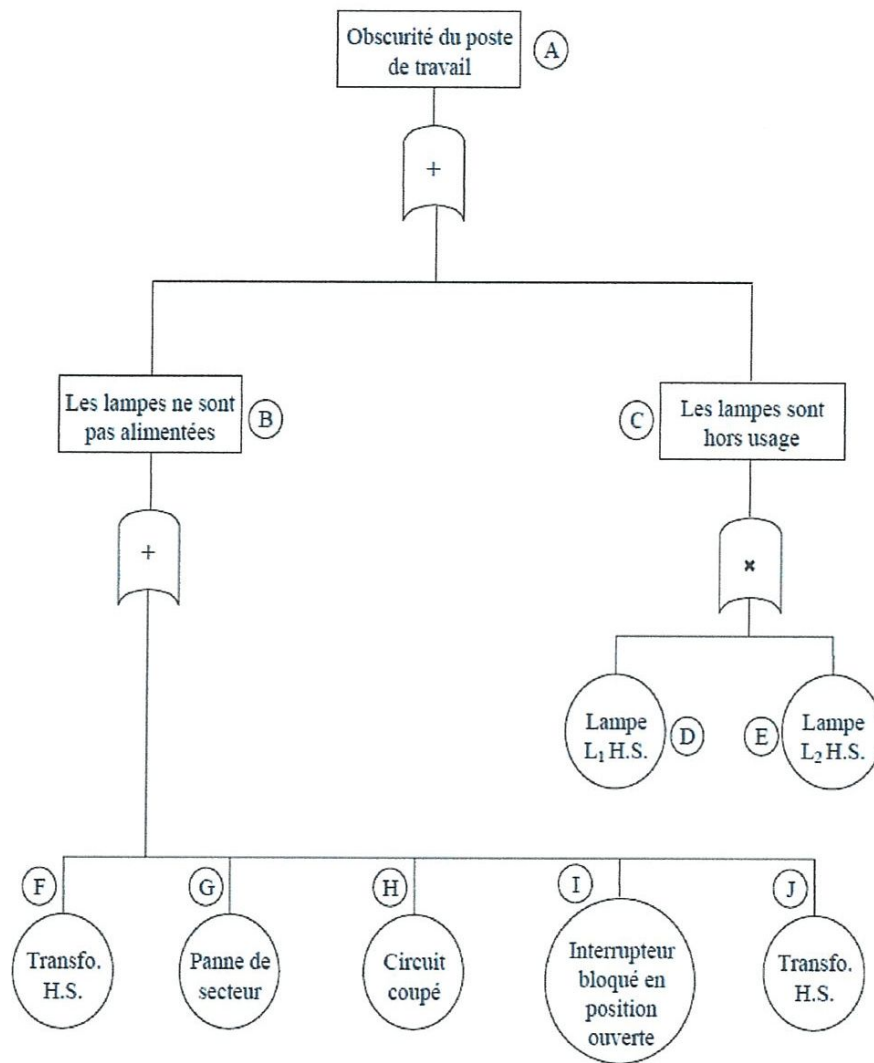 Obscurité du poste
de travail
A
+
Les lampes ne sont
pas alimentées
B
C
Les lampes sont
hors usage
+
×
Lampe
L₁ H.S.
D
E
Lampe
L₂ H.S.
F
G
H
I
J
Transfo.
H.S.
Panne de
secteur
Circuit
coupé
Interrupteur
bloqué en
position
ouverte
Transfo.
H.S.